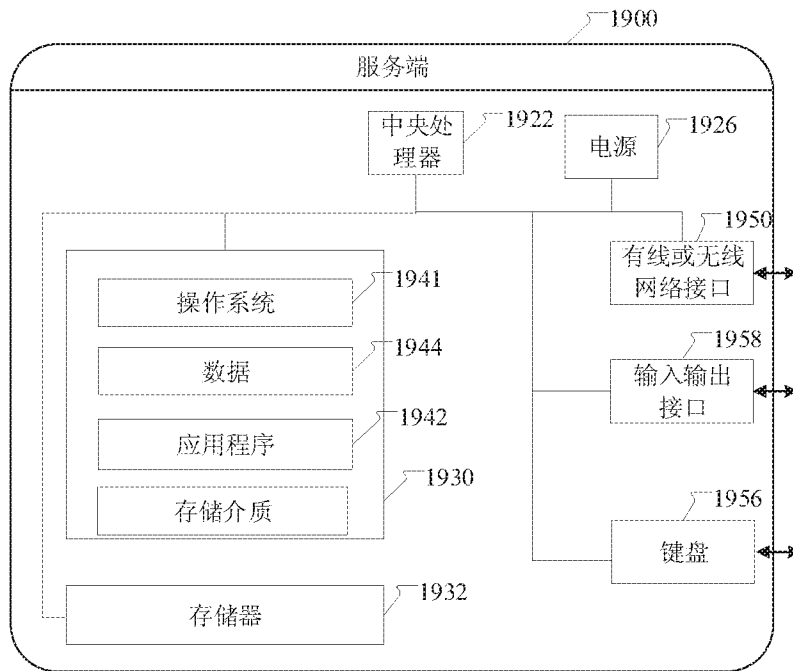 1900
服务端
中央处
理器
1922
电源
1926
1950
有线或无线
网络接口
操作系统
1941
数据
1944
1958
输入输出
接口
应用程序
1942
存储介质
1930
1956
键盘
存储器
1932